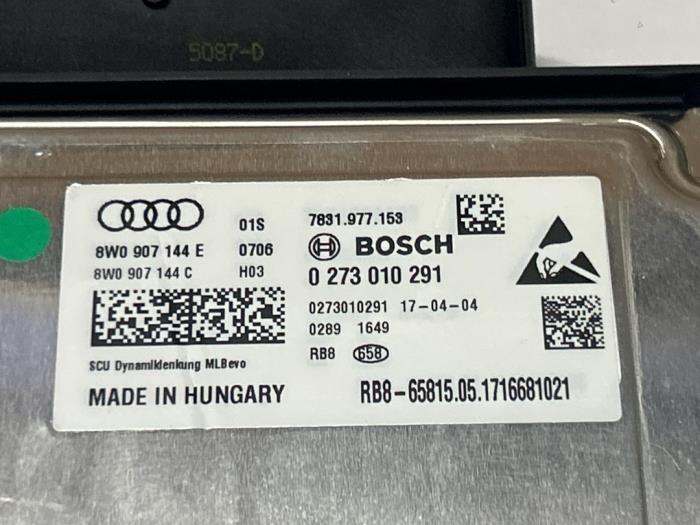 5087-D
01S
8W0 907 144 E 0706
8W0 907 144 C H03
SCU Dynamiklenkung MLBevo
MADE IN HUNGARY
7831.977.153
BOSCH
0 273 010 291
0273010291 17-04-04
0289 1649
RB8 658
RB8-65815.05.1716681021